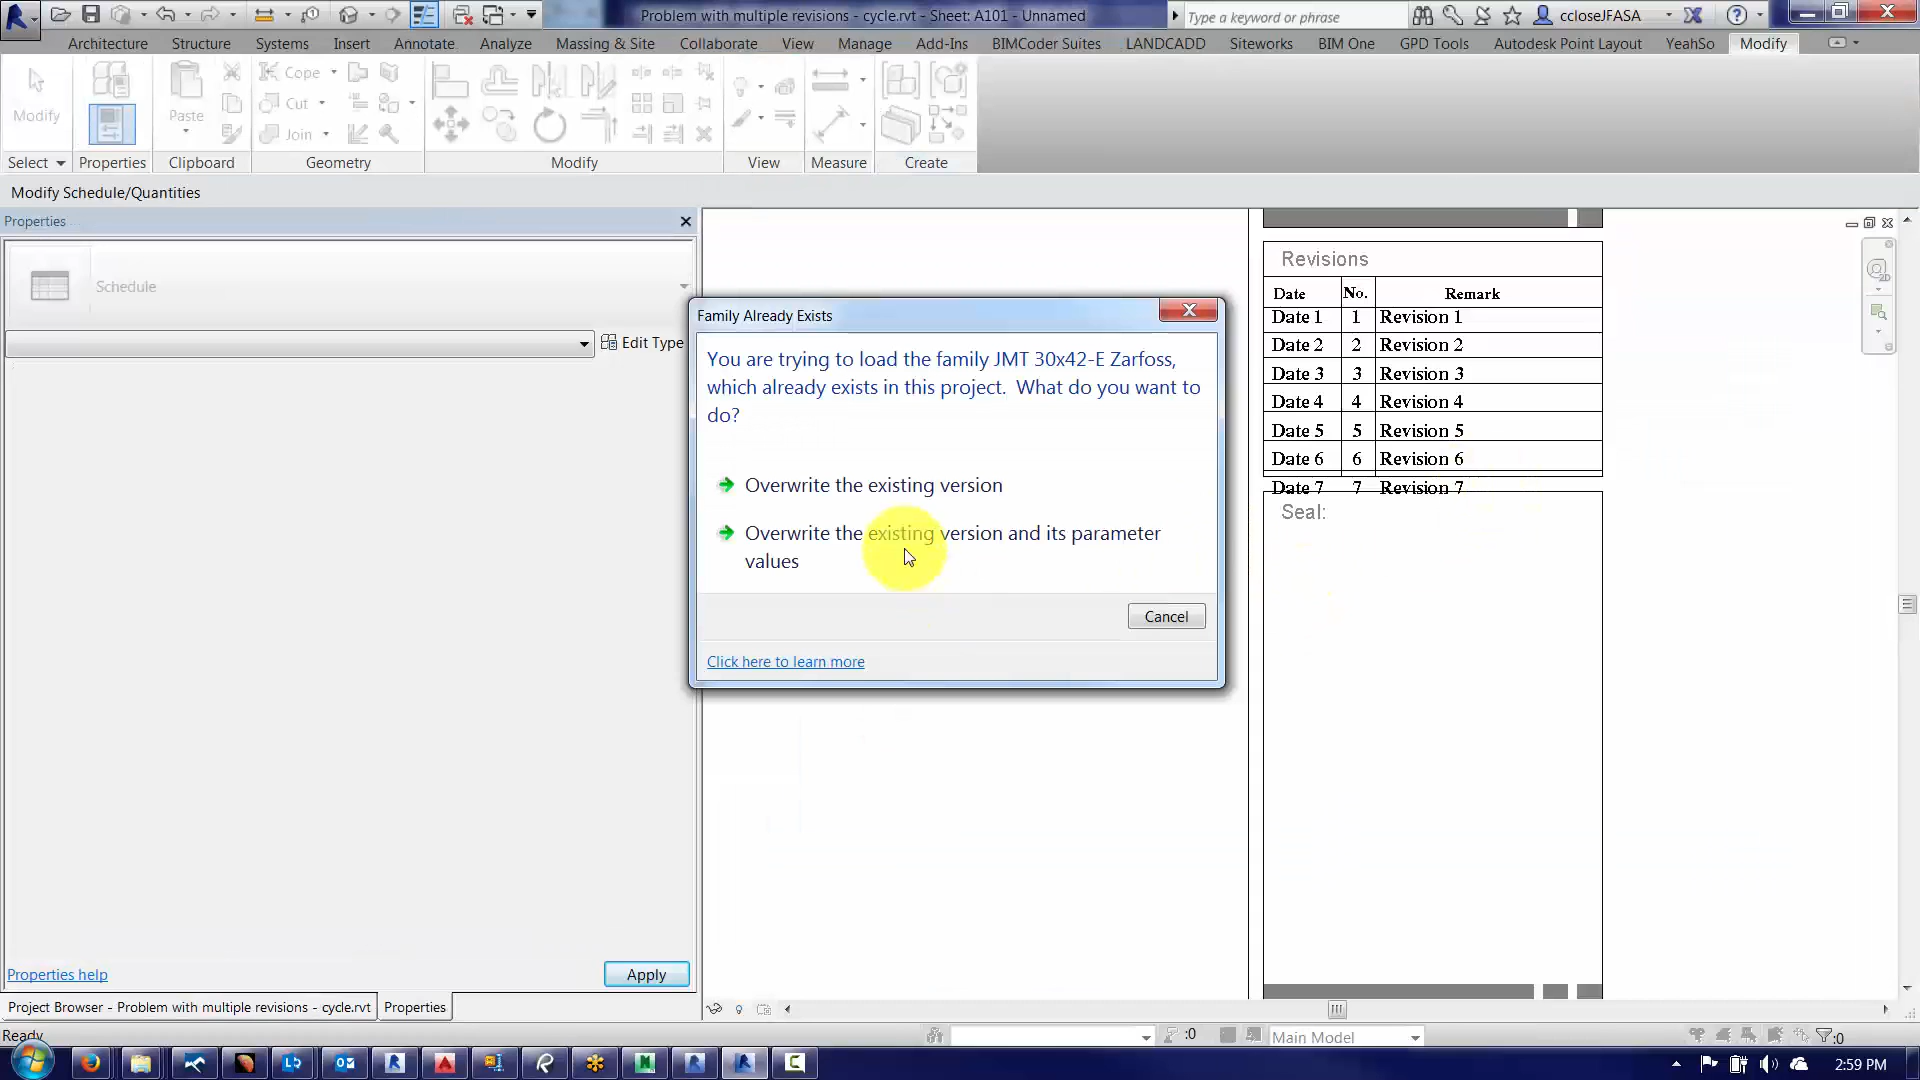 Problem with multiple revisions - cycle.rvt - Sheet: A101 - Unnamed
Type a keyword or phrase
ccloseJFASA
Architecture Structure Systems Insert Annotate Analyze Massing & Site Collaborate View Manage Add-Ins BIMCoder Suites LANDCADD Siteworks BIM One GPD Tools Autodesk Point Layout YeahSo Modify
Modify
Paste
Cope
Cut
Join
Select Properties Clipboard Geometry Modify View Measure Create
Modify Schedule/Quantities
Properties
Schedule
Edit Type
Revisions
Date No. Remark
Date 1 1 Revision 1
Date 2 2 Revision 2
Date 3 3 Revision 3
Date 4 4 Revision 4
Date 5 5 Revision 5
Date 6 6 Revision 6
Date 7 7 Revision 7
Seal:
2D
Family Already Exists
You are trying to load the family JMT 30x42-E Zarfoss,
which already exists in this project. What do you want to
do?
Overwrite the existing version
Overwrite the existing version and its parameter
values
Cancel
Click here to learn more
Properties help
Apply
Project Browser - Problem with multiple revisions - cycle.rvt
Properties
Ready
:0
Main Model
:0
2:59 PM